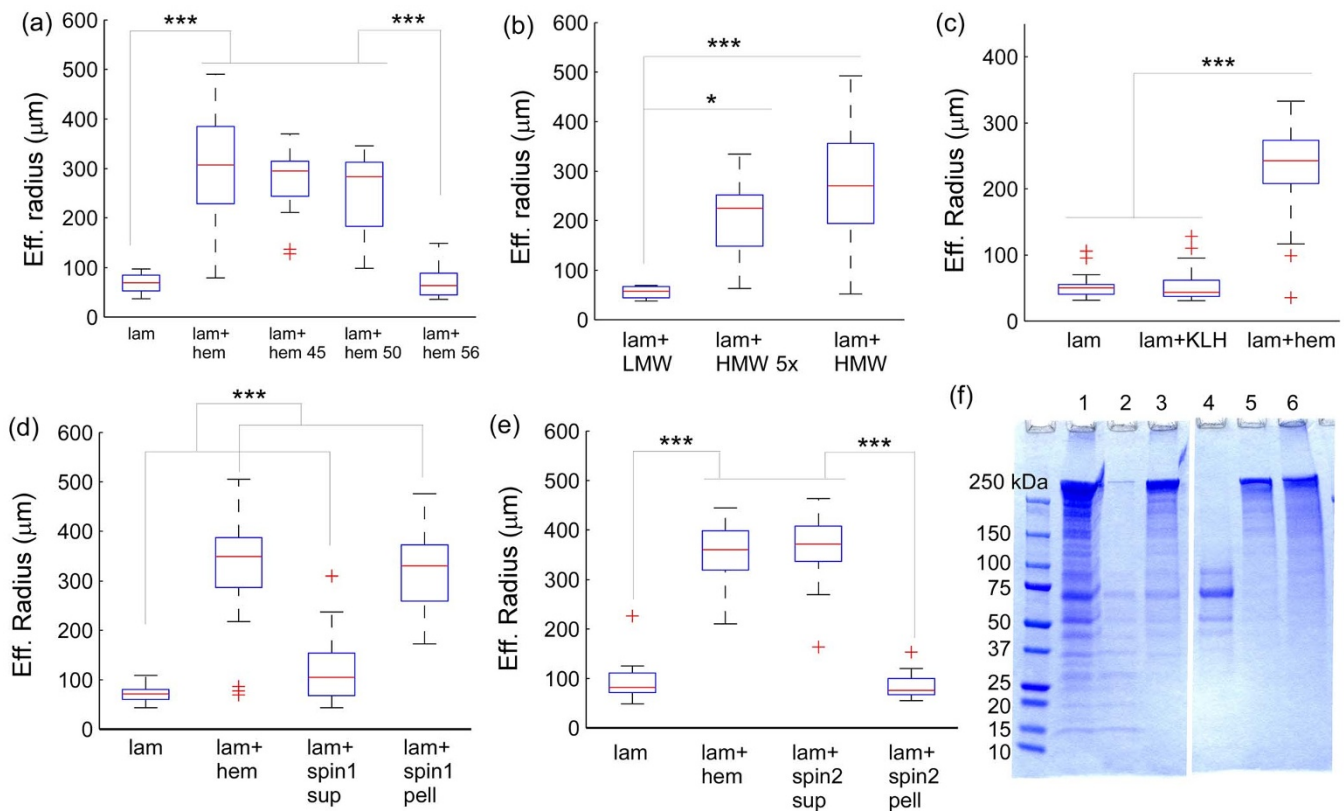 (a)
600
500
400
300
200
100
0
Eff. radius (μm)
***
***
lam
lam+
hem
lam+
hem 45
lam+
hem 50
lam+
hem 56
(b)
600
500
400
300
200
100
0
Eff. radius (μm)
***
*
lam+
LMW
lam+
HMW 5x
lam+
HMW
(c)
400
300
200
100
0
Eff. Radius (μm)
***
lam
lam+KLH
lam+hem
(d)
600
500
400
300
200
100
0
Eff. Radius (μm)
***
lam
lam+
hem
lam+
spin1
sup
lam+
spin1
pell
(e)
600
500
400
300
200
100
0
Eff. Radius (μm)
***
***
lam
lam+
hem
lam+
spin2
sup
lam+
spin2
pell
(f)
1 2 3 4 5 6
250 kDa
150
100
75
50
37
25
20
15
10